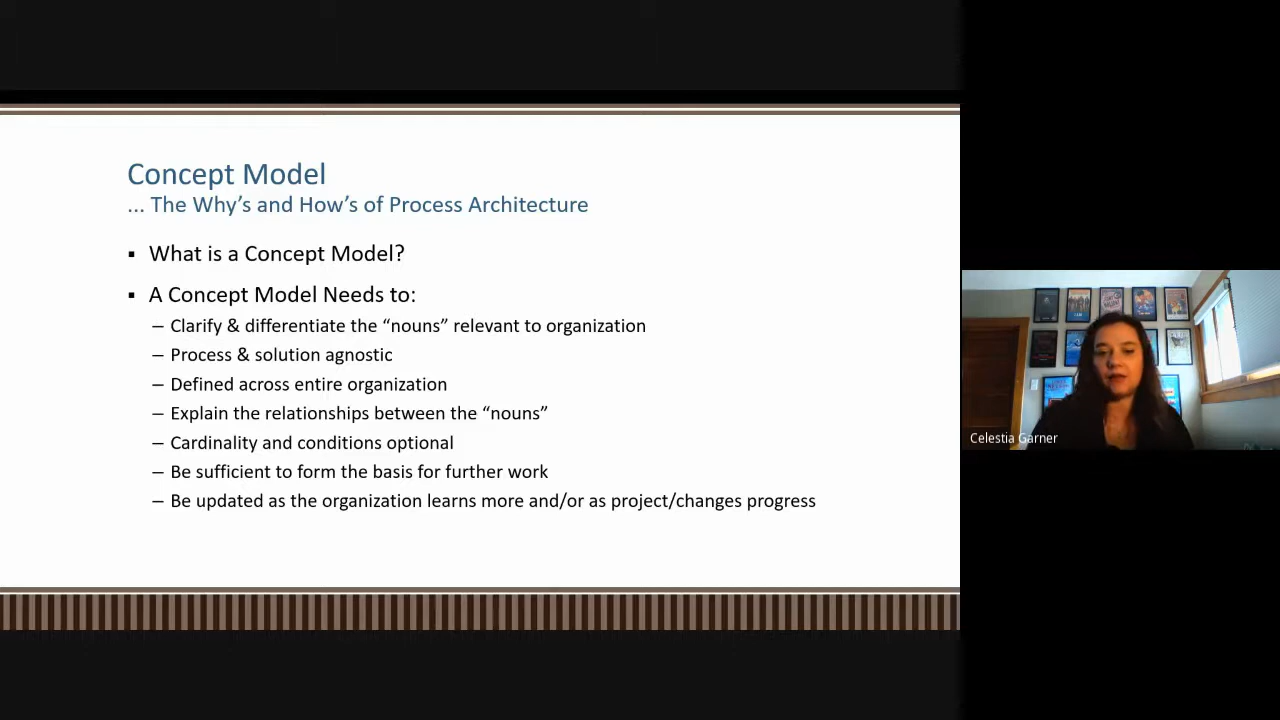 Concept Model
... The Why’s and How’s of Process Architecture
▪ What is a Concept Model?
▪ A Concept Model Needs to:
– Clarify & differentiate the “nouns” relevant to organization
– Process & solution agnostic
– Defined across entire organization
– Explain the relationships between the “nouns”
– Cardinality and conditions optional
– Be sufficient to form the basis for further work
– Be updated as the organization learns more and/or as project/changes progress
Celestia Garner